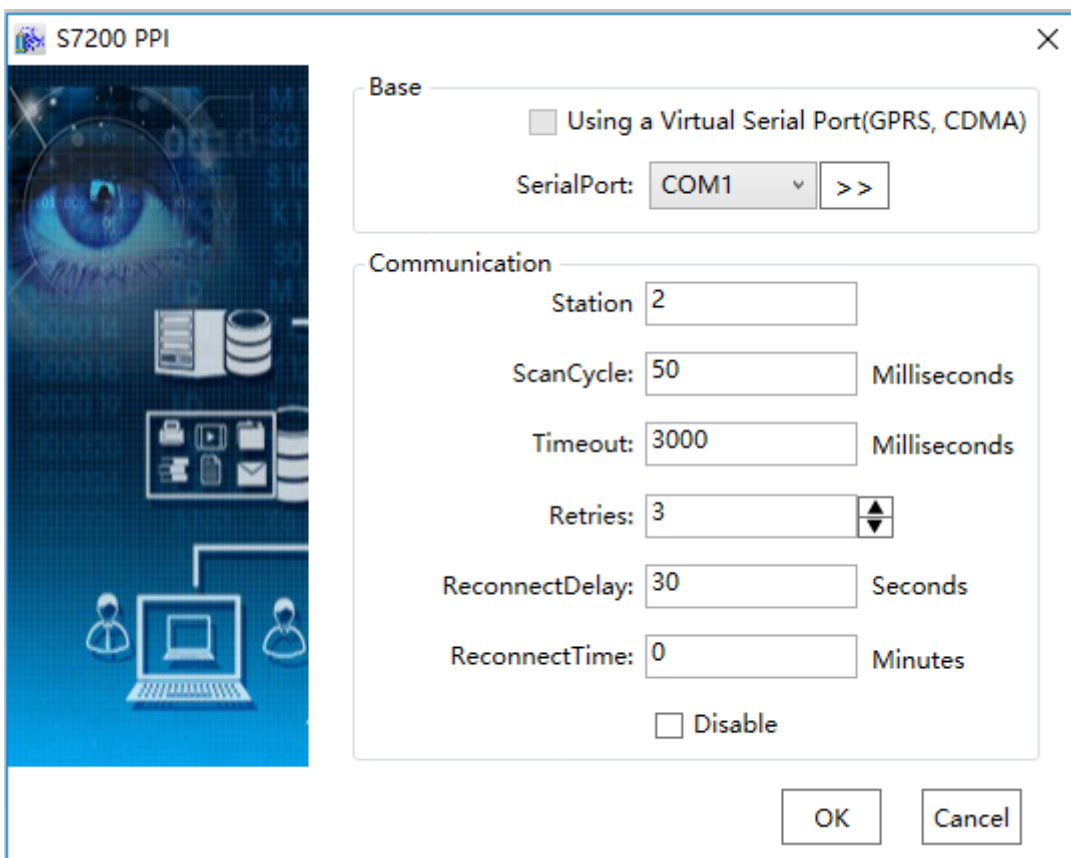 S7200 PPI
Base
Using a Virtual Serial Port(GPRS, CDMA)
SerialPort: COM1 >>
Communication
Station 2
ScanCycle: 50 Milliseconds
Timeout: 3000 Milliseconds
Retries: 3
ReconnectDelay: 30 Seconds
ReconnectTime: 0 Minutes
Disable
OK Cancel